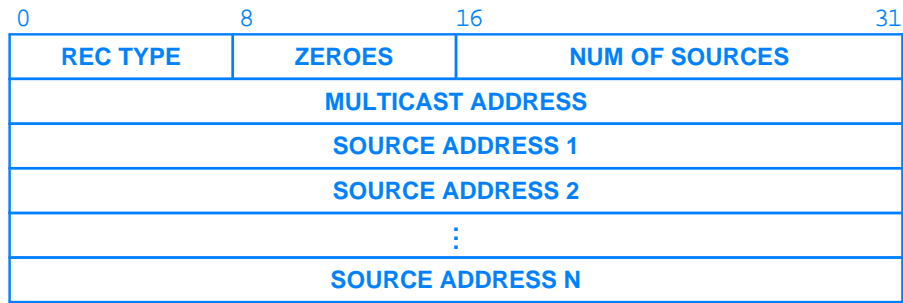 0 8 16 31
REC TYPE ZEROES NUM OF SOURCES
MULTICAST ADDRESS
SOURCE ADDRESS 1
SOURCE ADDRESS 2
⋮
SOURCE ADDRESS N